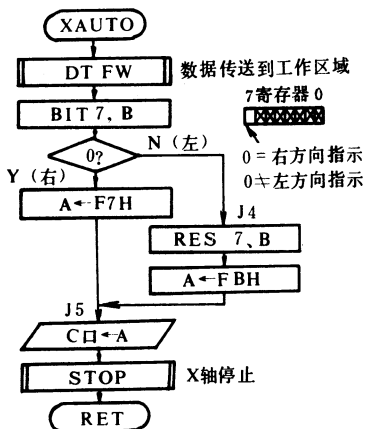 XAUTO
DT FW 数据传送到工作区域
BIT 7, B 7寄存器0
0? N (左) 0=右方向指示
Y (右) 0≠左方向指示
A←F7H J4
RES 7、B
A←FBH
J5
C口←A
STOP X轴停止
RET